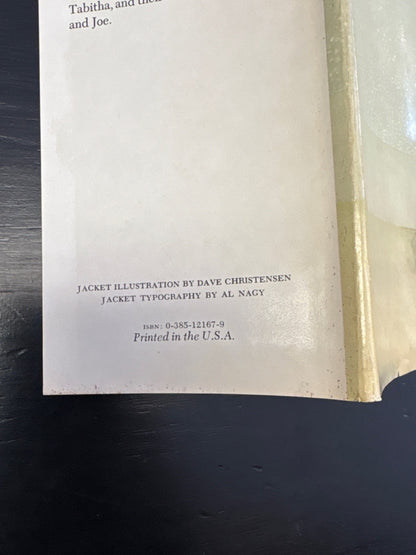 Tabitha, and their
and Joe.
JACKET ILLUSTRATION BY DAVE CHRISTENSEN
JACKET TYPOGRAPHY BY AL NAGY
ISBN: 0-385-12167-9
Printed in the U.S.A.